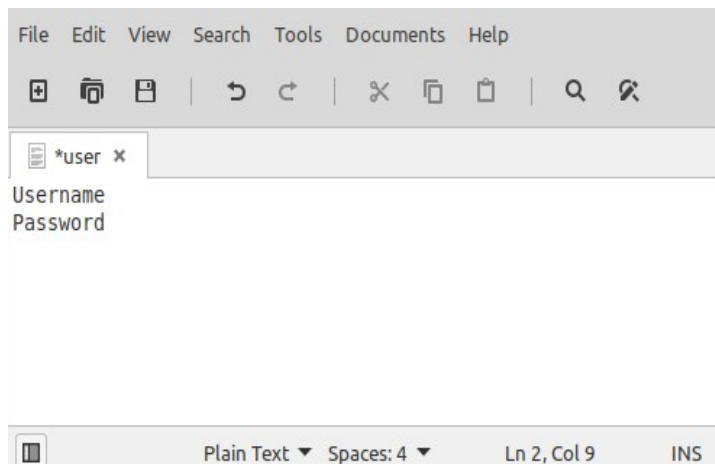 File Edit View Search Tools Documents Help
*user
Username
Password
Plain Text Spaces: 4 Ln 2, Col 9 INS